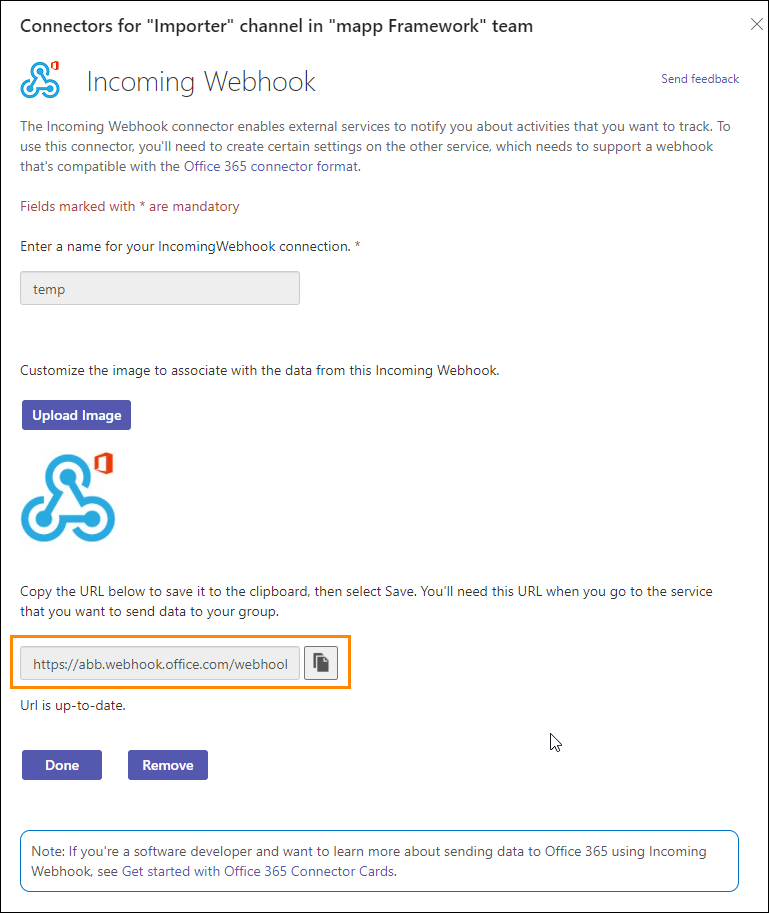 Connectors for "Importer" channel in "mapp Framework" team
Incoming Webhook
Send feedback
The Incoming Webhook connector enables external services to notify you about activities that you want to track. To
use this connector, you'll need to create certain settings on the other service, which needs to support a webhook
that's compatible with the Office 365 connector format.
Fields marked with * are mandatory
Enter a name for your IncomingWebhook connection. *
temp
Customize the image to associate with the data from this Incoming Webhook.
Upload Image
Copy the URL below to save it to the clipboard, then select Save. You'll need this URL when you go to the service
that you want to send data to your group.
https://abb.webhook.office.com/webhool
Url is up-to-date.
Done
Remove
Note: If you're a software developer and want to learn more about sending data to Office 365 using Incoming
Webhook, see Get started with Office 365 Connector Cards.